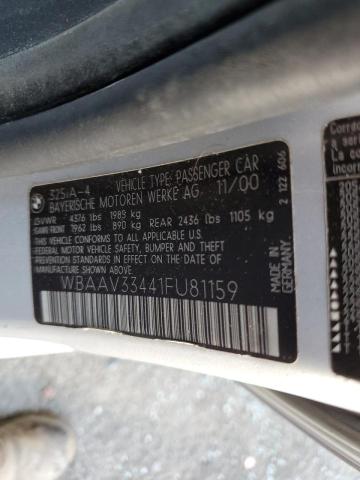 325iA-4 VEHICLE TYPE: PASSENGER CAR
BAYERISCHE MOTOREN WERKE AG 11/00
GVWR 4376 lbs 1985 kg
GAWR FRONT 1962 lbs 890 kg REAR 2436 lbs 1105 kg
THIS VEHICLE CONFORMS TO ALL APPLICABLE
FEDERAL MOTOR VEHICLE SAFETY, BUMPER, AND
THEFT PREVENTION STANDARDS IN EFFECT ON THE
DATE OF MANUFACTURE SHOWN ABOVE.
WBAAV33441FU81159
MADE IN GERMANY
2 122 606